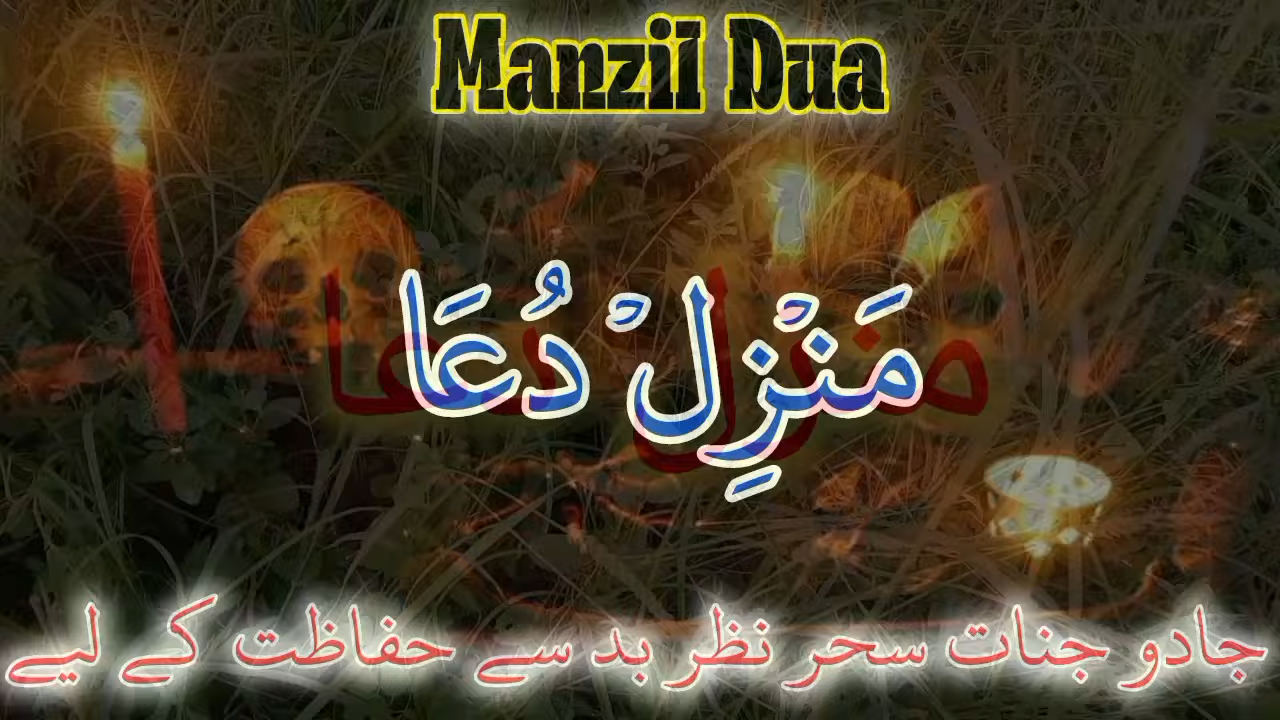 Manzil Dua
مَنْزِلْ دُعَا
جادو جنات سحر نظر بد سے حفاظت کے لیے